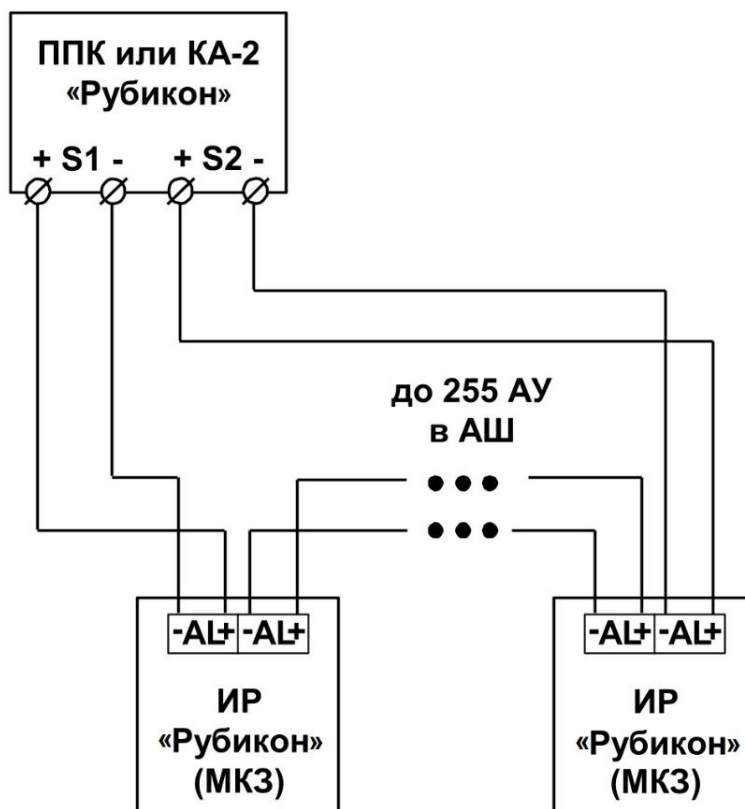 ППК или КА-2
«Рубикон»
+ S1 - + S2 -
до 255 АУ
в АШ
-AL+ -AL+
ИР
«Рубикон»
(МКЗ)
-AL+ -AL+
ИР
«Рубикон»
(МКЗ)